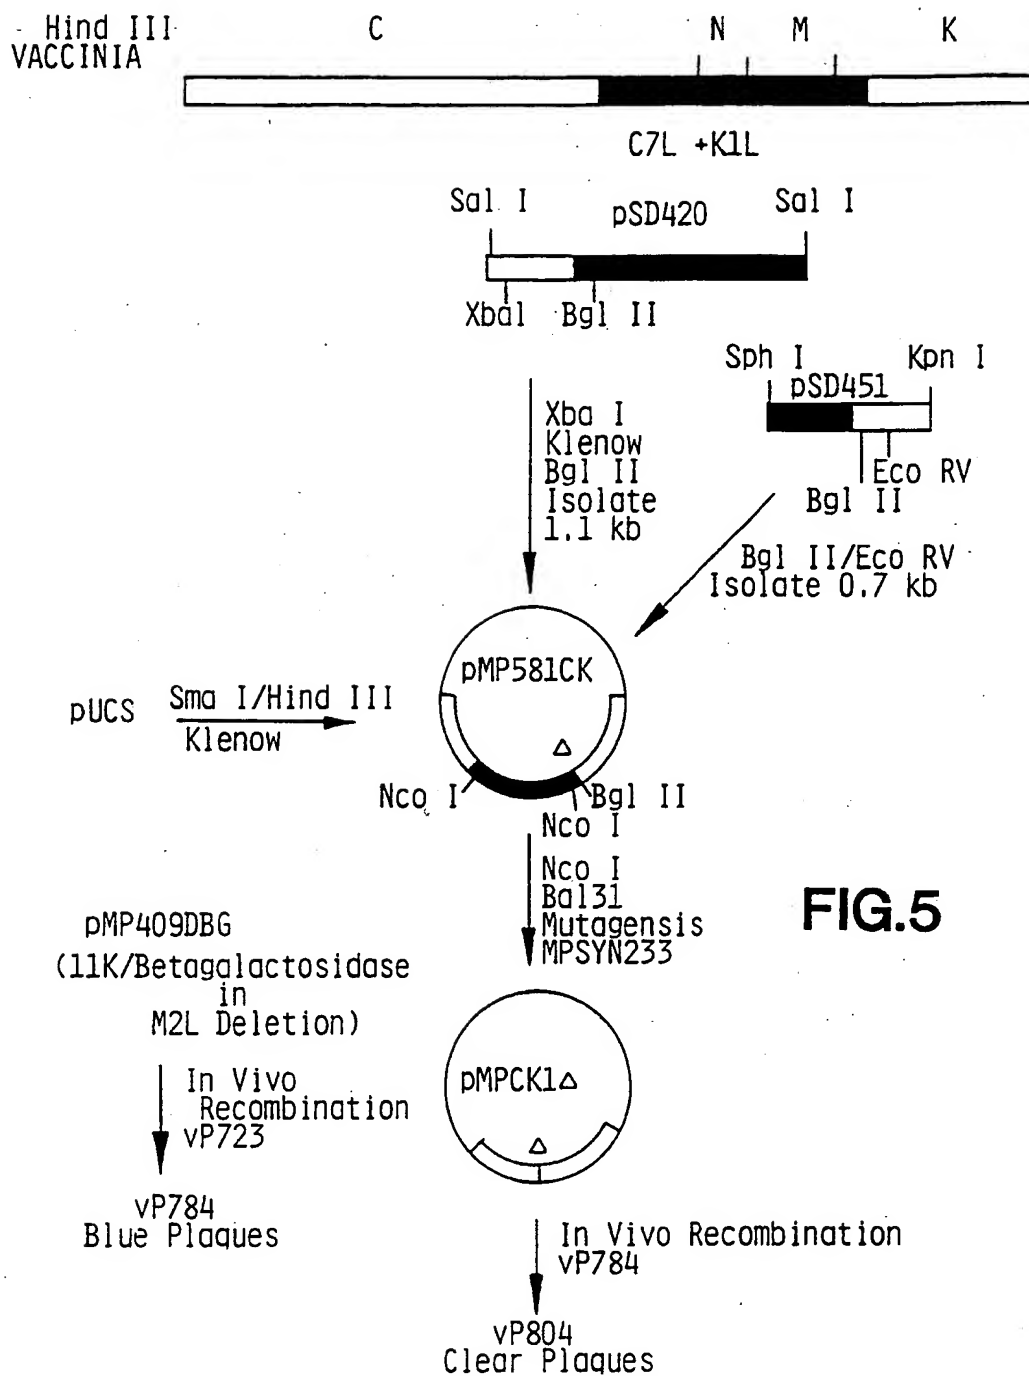 Hind III C N M K
VACCINIA
C7L +K1L
Sal I pSD420 Sal I
XbaI Bgl II
Sph I Kpn I
pSD451
Eco RV
Bgl II
Xba I
Klenow
Bgl II
Isolate
1.1 kb
Bgl II/Eco RV
Isolate 0.7 kb
pMP581CK
pUCS Sma I/Hind III
Klenow
Δ
Nco I Bgl II
Nco I
Nco I
Bal31
Mutagensis
MPSYN233
FIG.5
pMP409DBG
(11K/Betagalactosidase
in
M2L Deletion)
In Vivo
Recombination
vP723
vP784
Blue Plaques
pMPCK1Δ
Δ
In Vivo Recombination
vP784
vP804
Clear Plaques